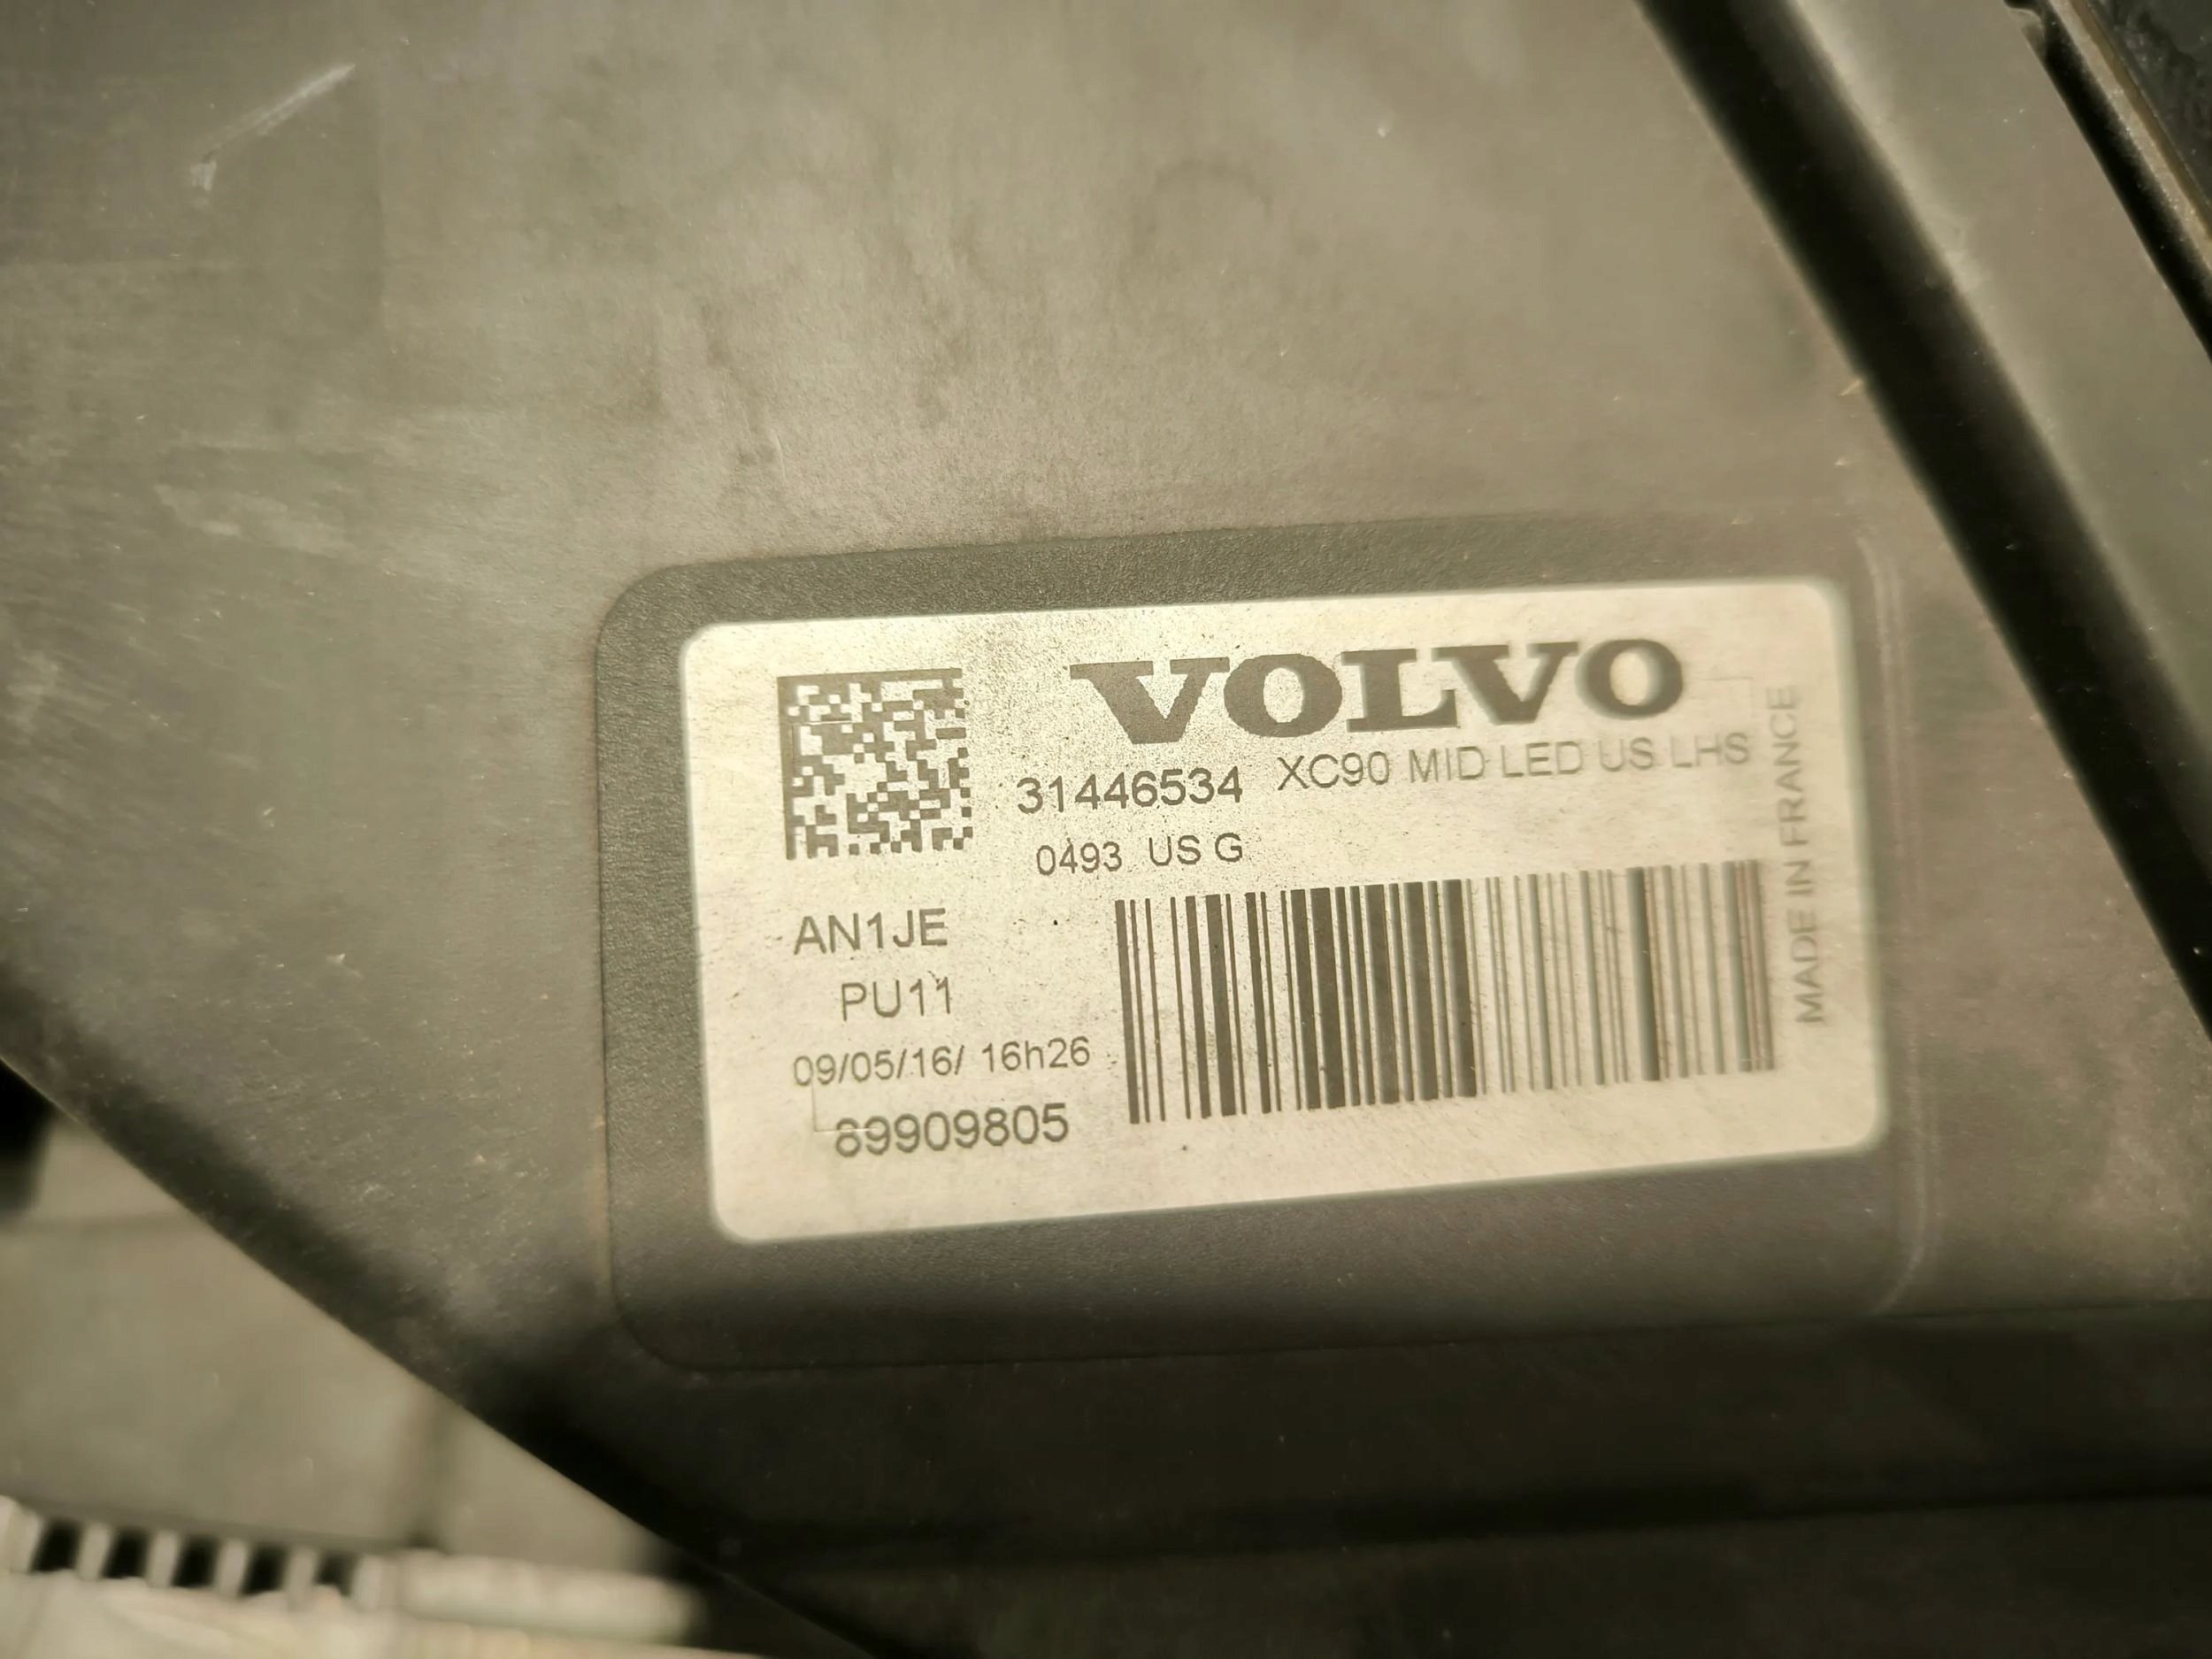 VOLVO
31446534 XC90 MID LED US LHS
0493 US G
AN1JE
PU11
09/05/16/ 16h26
89909805
MADE IN FRANCE